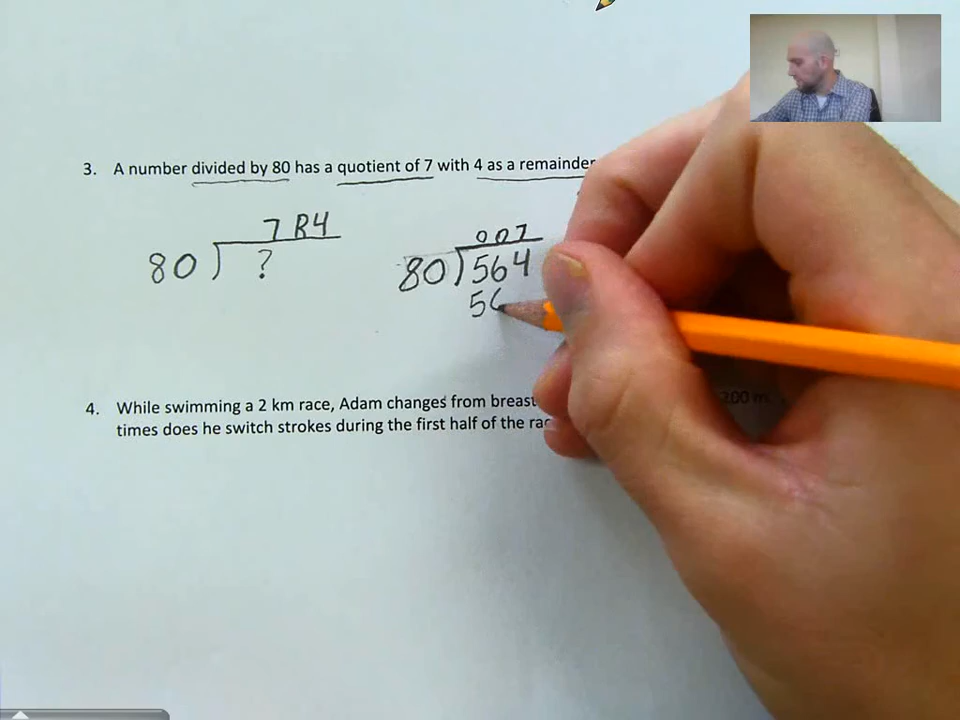 3. A number divided by 80 has a quotient of 7 with 4 as a remainder
7 R4
80 ) ?
007
80 ) 564
56
4. While swimming a 2 km race, Adam changes from breast 200 m.
times does he switch strokes during the first half of the